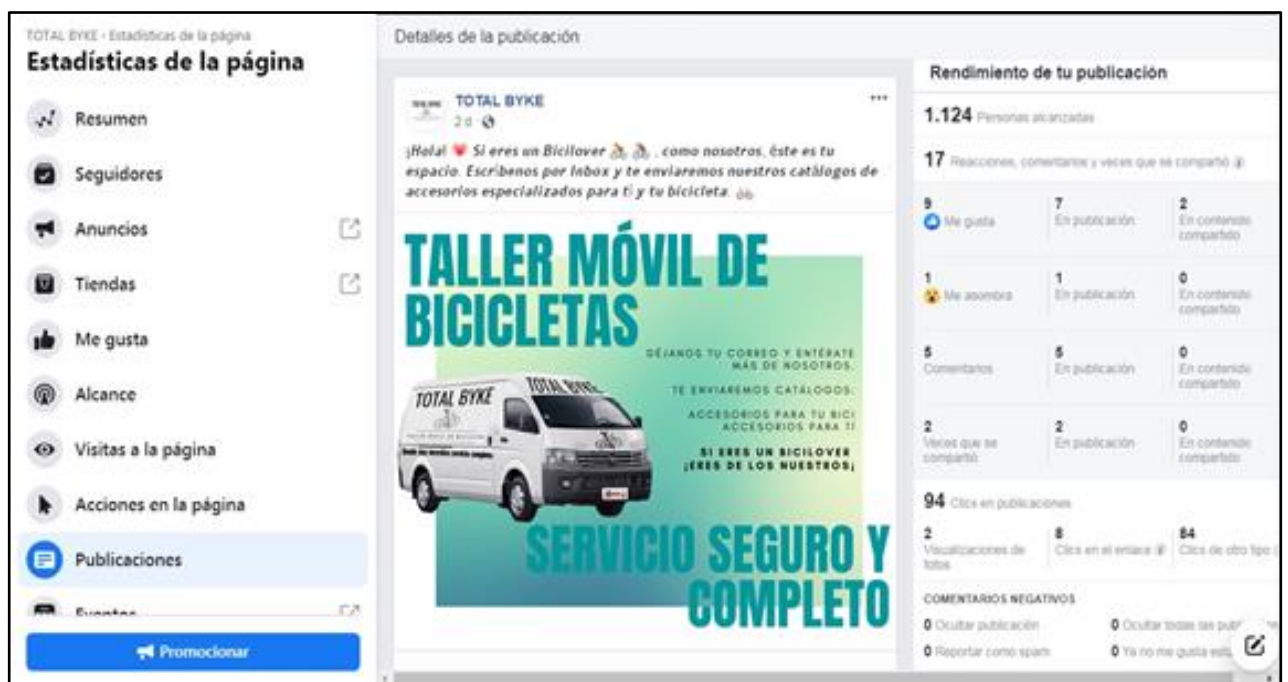 TOTAL BYKE - Estadísticas de la página
Estadísticas de la página
Resumen
Seguidores
Anuncios
Tiendas
Me gusta
Alcance
Visitas a la página
Acciones en la página
Publicaciones
Eventos
Promocionar
Detalles de la publicación
TOTAL BYKE
2 d
¡Hola! Si eres un Bicilover , como nosotros, éste es tu
espacio. Escríbenos por Inbox y te enviaremos nuestros catálogos de
accesorios especializados para ti y tu bicicleta.
TALLER MÓVIL DE
BICICLETAS
DÉJANOS TU CORREO Y ENTÉRATE
MÁS DE NOSOTROS.
TE ENVIAREMOS CATÁLOGOS:
ACCESORIOS PARA TU BICI
ACCESORIOS PARA TI
SI ERES UN BICILOVER
¡ERES DE LOS NUESTROS¡
TOTAL BYKE
TOTAL BYKE
SERVICIO SEGURO Y
COMPLETO
Rendimiento de tu publicación
1.124 Personas alcanzadas
17 Reacciones, comentarios y veces que se compartió
9 7 2
Me gusta En publicación En contenido
compartido
1 1 0
Me asombra En publicación En contenido
compartido
5 5 0
Comentarios En publicación En contenido
compartido
2 2 0
Veces que se En publicación En contenido
compartió compartido
94 Clics en publicaciones
2 8 84
Visualizaciones de Clics en el enlace Clics de otro tipo
fotos
COMENTARIOS NEGATIVOS
0 Ocultar publicación 0 Ocultar todas las
0 Reportar como spam 0 Ya no me gusta